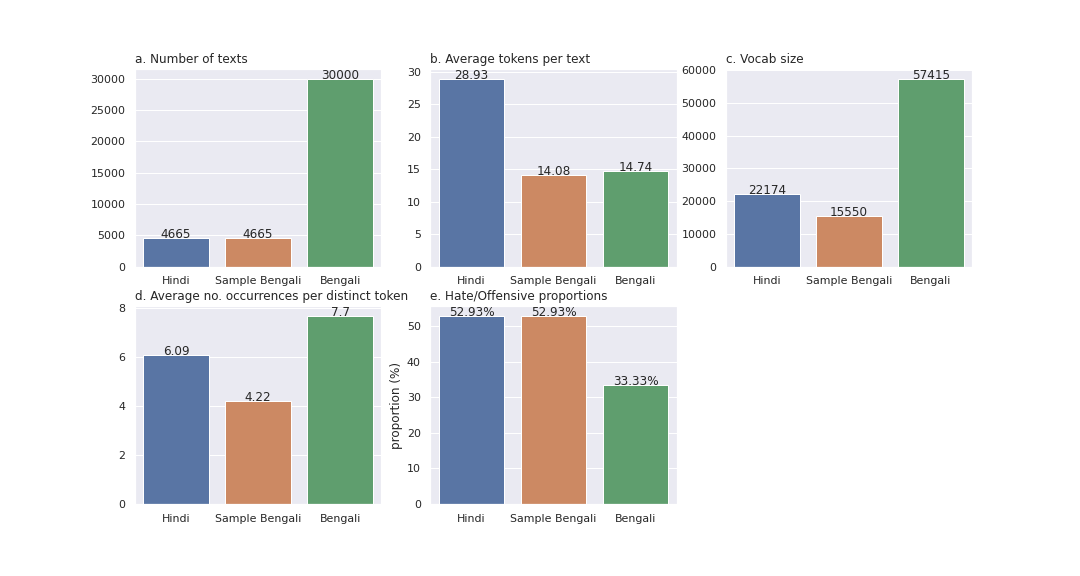 a. Number of texts
30000
25000
20000
15000
10000
5000
0
4665
4665
30000
Hindi
Sample Bengali
Bengali
b. Average tokens per text
30
25
20
15
10
5
0
28.93
14.08
14.74
Hindi
Sample Bengali
Bengali
c. Vocab size
60000
50000
40000
30000
20000
10000
0
22174
15550
57415
Hindi
Sample Bengali
Bengali
d. Average no. occurrences per distinct token
8
6
4
2
0
6.09
4.22
7.7
Hindi
Sample Bengali
Bengali
e. Hate/Offensive proportions
proportion (%)
50
40
30
20
10
0
52.93%
52.93%
33.33%
Hindi
Sample Bengali
Bengali